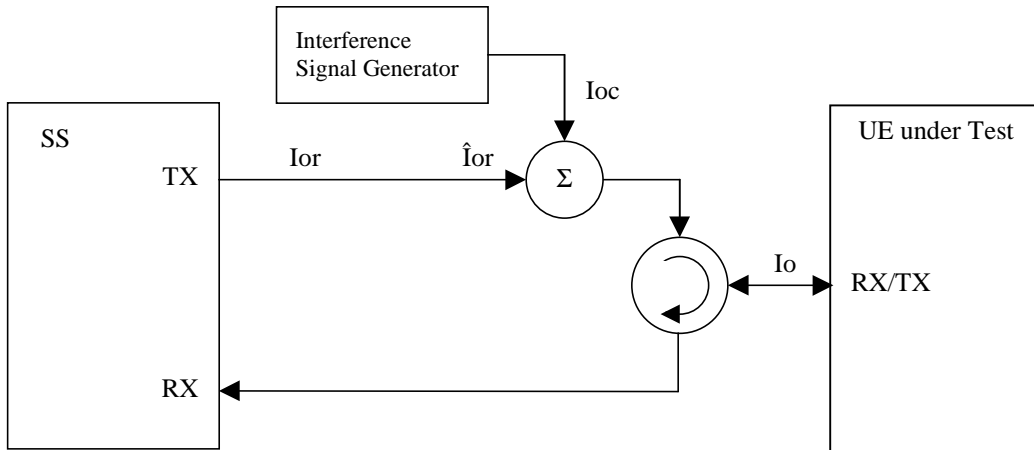 Interference
Signal Generator
Ioc
SS
UE under Test
TX
Ior
Îor
Σ
Io
RX/TX
RX